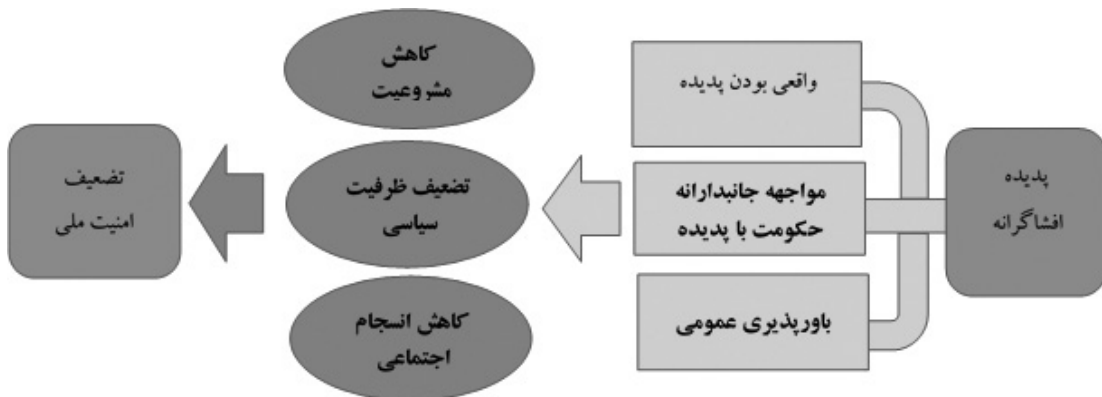 پدیده
افشاگرانه
واقعی بودن پدیده
مواجهه جانبدارانه
حکومت با پدیده
باورپذیری عمومی
کاهش
مشروعیت
تضعیف ظرفیت
سیاسی
کاهش انسجام
اجتماعی
تضعیف
امنیت ملی